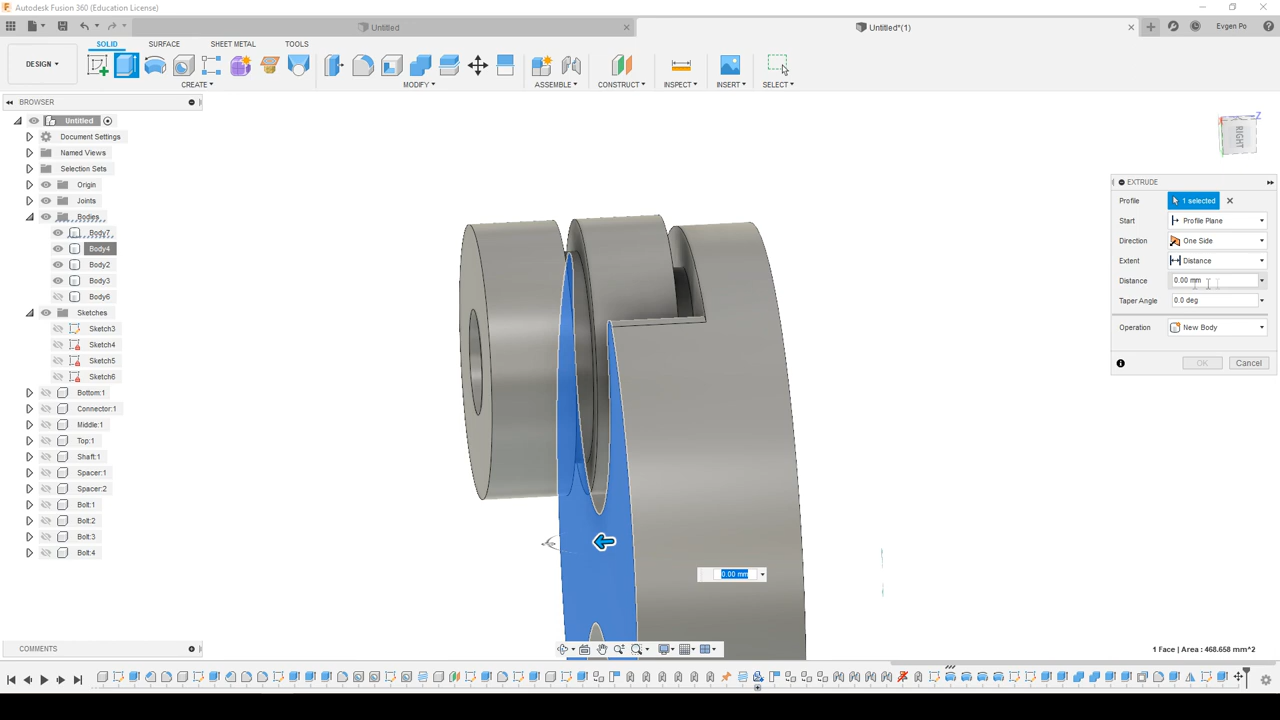 Autodesk Fusion 360 (Education License)
Untitled
Untitled*(1)
Evgen Po
SOLID SURFACE SHEET METAL TOOLS
DESIGN
CREATE MODIFY ASSEMBLE CONSTRUCT INSPECT INSERT SELECT
BROWSER
Untitled
Document Settings
Named Views
Selection Sets
Origin
Joints
Bodies
Body7
Body4
Body2
Body3
Body6
Sketches
Sketch3
Sketch4
Sketch5
Sketch6
Bottom:1
Connector:1
Middle:1
Top:1
Shaft:1
Spacer:1
Spacer:2
Bolt:1
Bolt:2
Bolt:3
Bolt:4
Z
RIGHT
EXTRUDE
Profile 1 selected
Start Profile Plane
Direction One Side
Extent Distance
Distance 0.00 mm
Taper Angle 0.0 deg
Operation New Body
OK Cancel
0.00 mm
COMMENTS
1 Face | Area : 468.658 mm^2